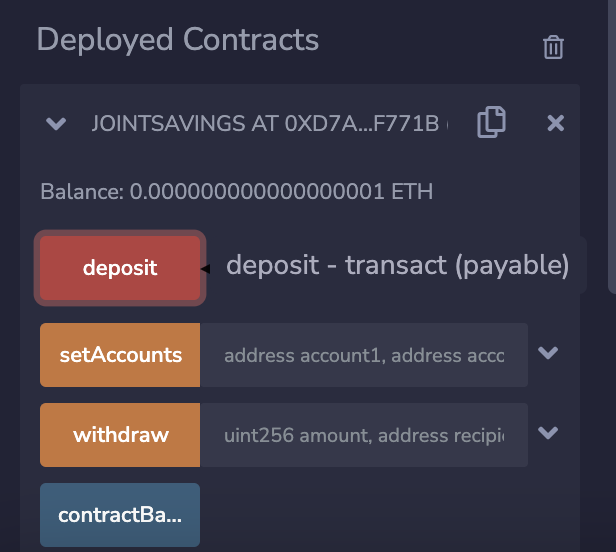 Deployed Contracts
JOINTSAVINGS AT 0XD7A...F771B (
Balance: 0.000000000000000001 ETH
deposit
deposit - transact (payable)
setAccounts
address account1, address acco
withdraw
uint256 amount, address recipi
contractBa...